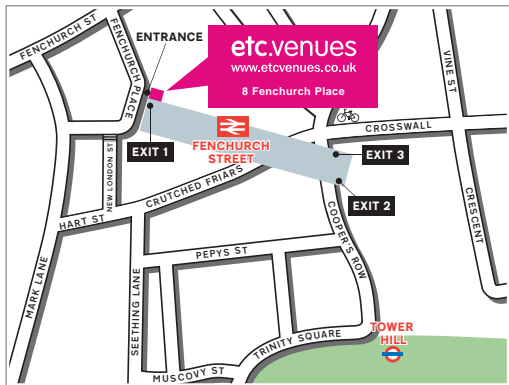 FENCHURCH ST
FENCHURCH PLACE
ENTRANCE
etc.venues
www.etcvenues.co.uk
8 Fenchurch Place
VINE ST
CROSSWALL
EXIT 1
FENCHURCH
STREET
EXIT 3
NEW LONDON ST
CRUTCHED FRIARS
EXIT 2
HART ST
COOPER'S ROW
CRESCENT
PEPYS ST
MARK LANE
SEETHING LANE
TOWER
HILL
TRINITY SQUARE
MUSCOVY ST